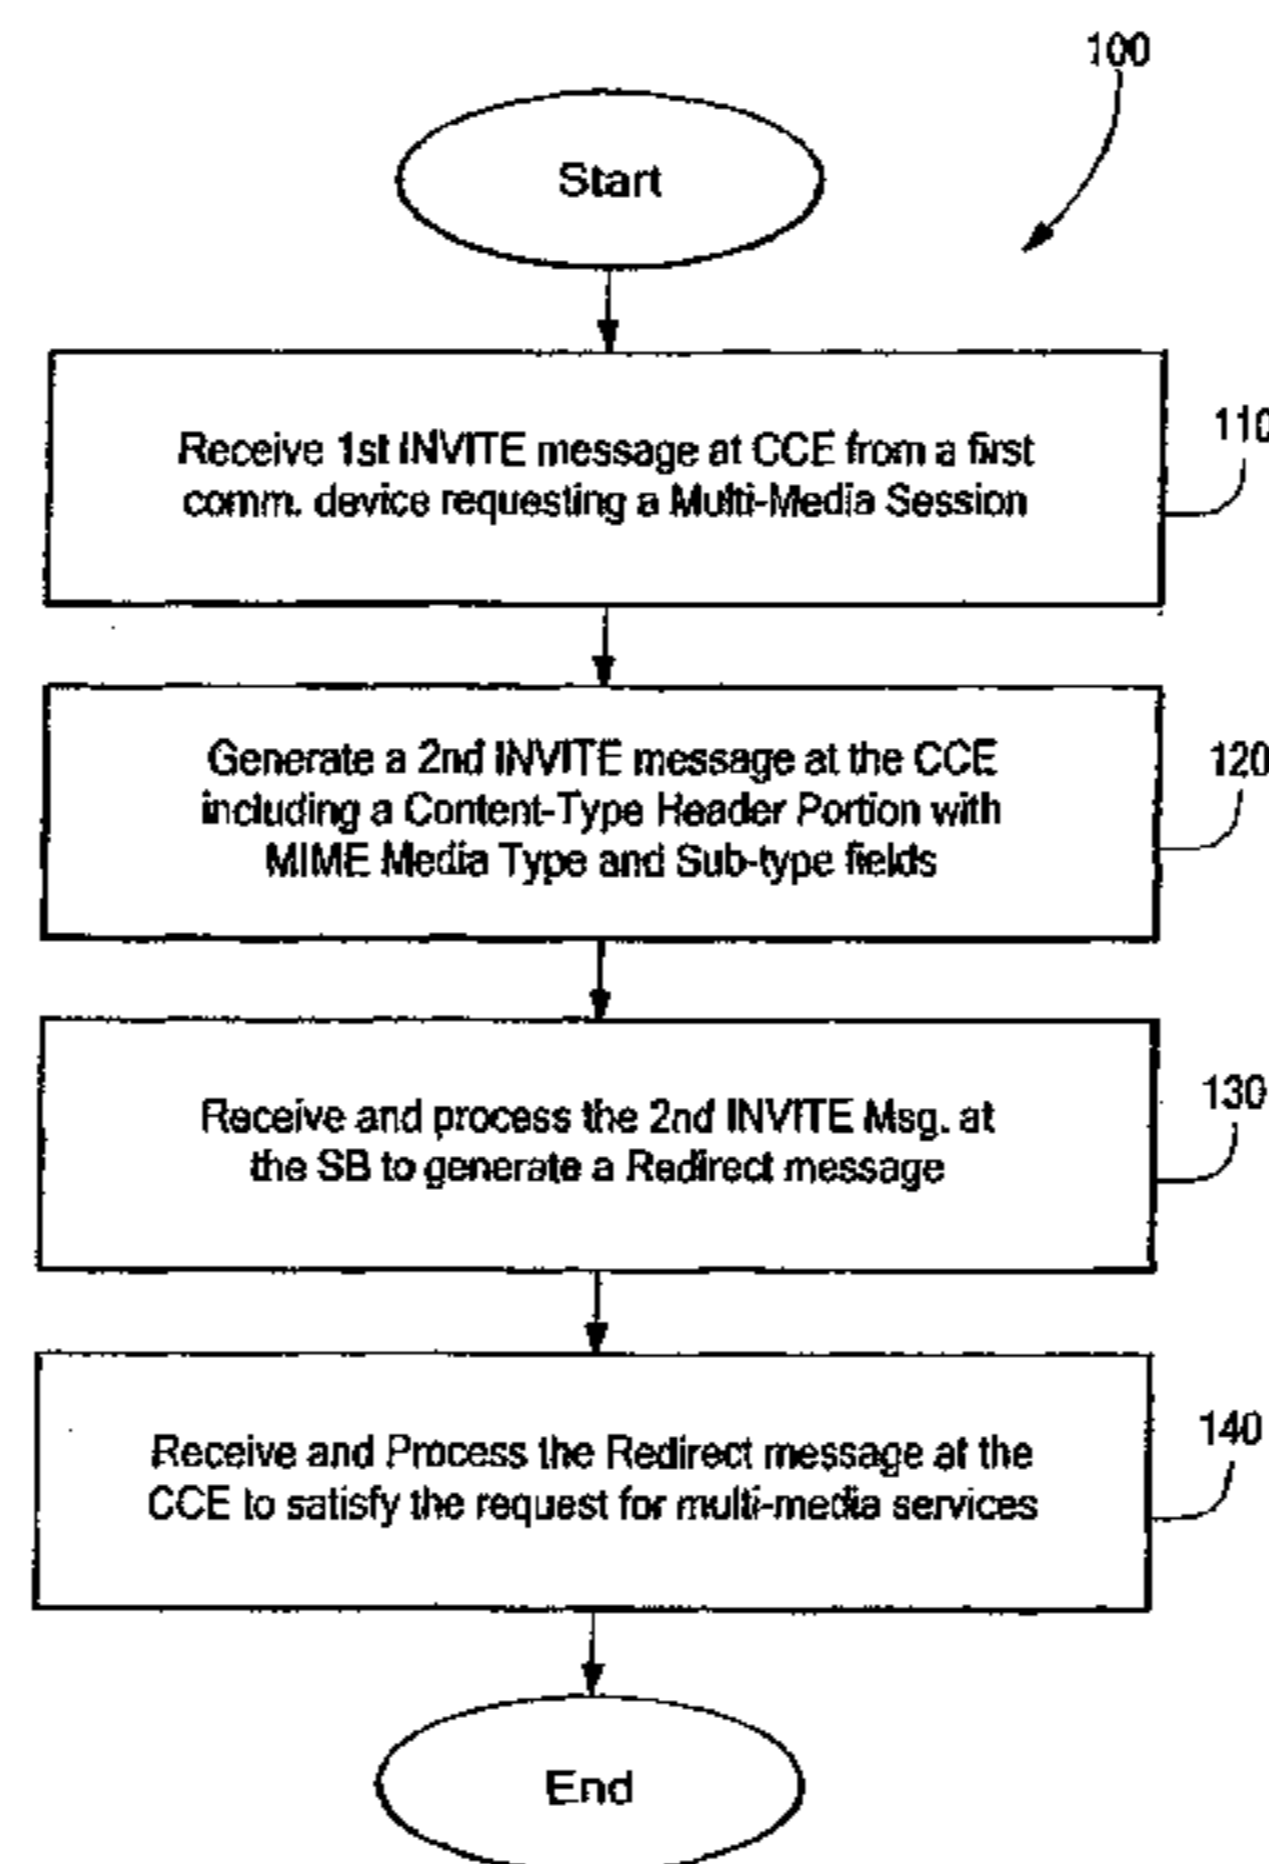 100
Start
Receive 1st INVITE message at CCE from a first
comm. device requesting a Multi-Media Session
110
Generate a 2nd INVITE message at the CCE
including a Content-Type Header Portion with
MIME Media Type and Sub-type fields
120
Receive and process the 2nd INVITE Msg. at
the SB to generate a Redirect message
130
Receive and Process the Redirect message at the
CCE to satisfy the request for multi-media services
140
End